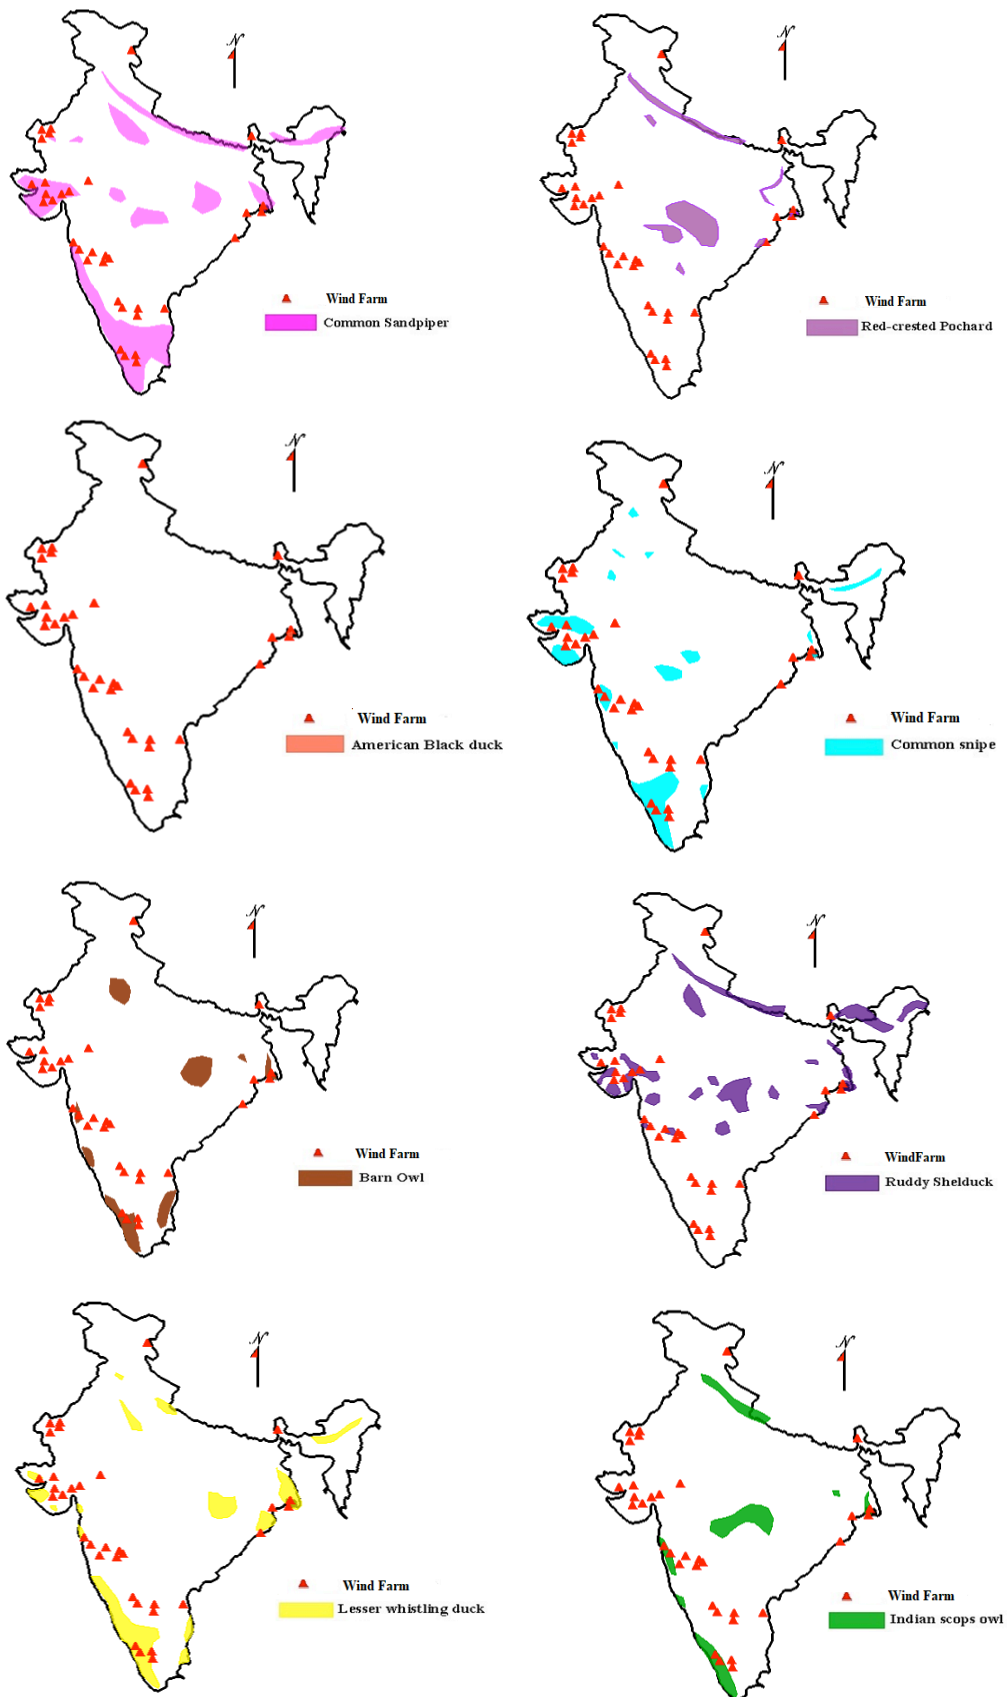 N
N
Wind Farm
Common Sandpiper
Wind Farm
Red-crested Pochard
N
N
Wind Farm
American Black duck
Wind Farm
Common snipe
N
N
Wind Farm
Barn Owl
WindFarm
Ruddy Shelduck
N
N
Wind Farm
Lesser whistling duck
Wind Farm
Indian scops owl